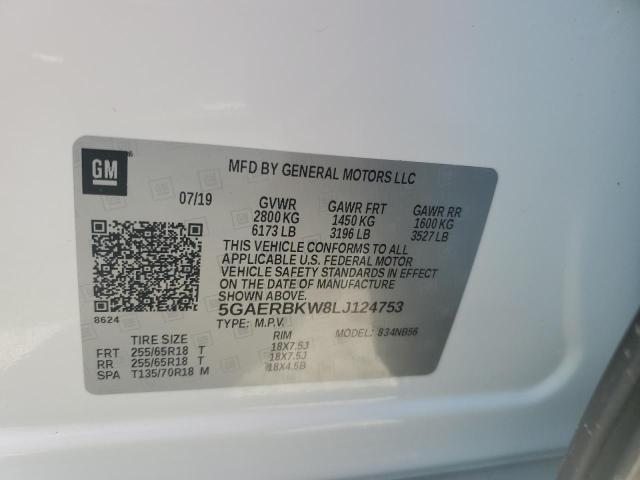 GM
MFD BY GENERAL MOTORS LLC
07/19 GVWR GAWR FRT GAWR RR
2800 KG 1450 KG 1600 KG
6173 LB 3196 LB 3527 LB
THIS VEHICLE CONFORMS TO ALL
APPLICABLE U.S. FEDERAL MOTOR
VEHICLE SAFETY STANDARDS IN EFFECT
ON THE DATE OF MANUFACTURE
SHOWN ABOVE.
8624 5GAERBKW8LJ124753
TYPE: M.P.V. MODEL: 834NB56
TIRE SIZE RIM
FRT 255/65R18 T 18X7.5J
RR 255/65R18 T 18X7.5J
SPA T135/70R18 M 18X4.5B